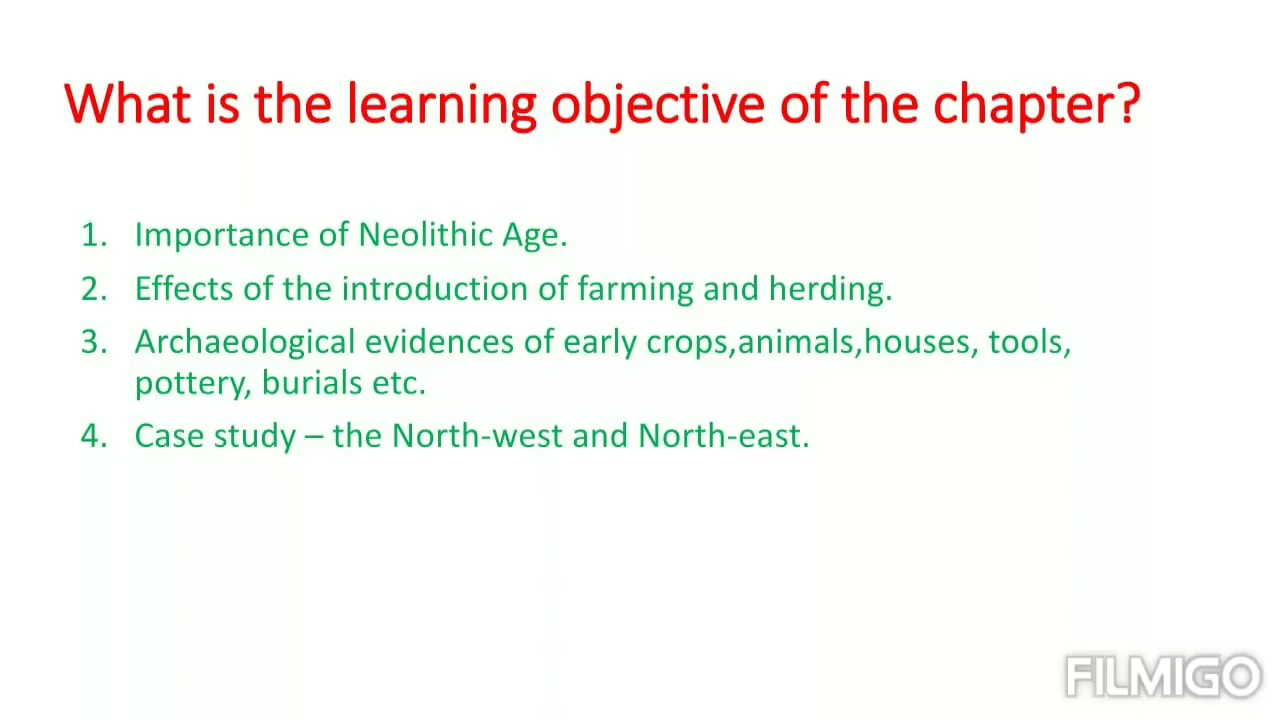 What is the learning objective of the chapter?
1. Importance of Neolithic Age.
2. Effects of the introduction of farming and herding.
3. Archaeological evidences of early crops,animals,houses, tools,
pottery, burials etc.
4. Case study – the North-west and North-east.
FILMIGO